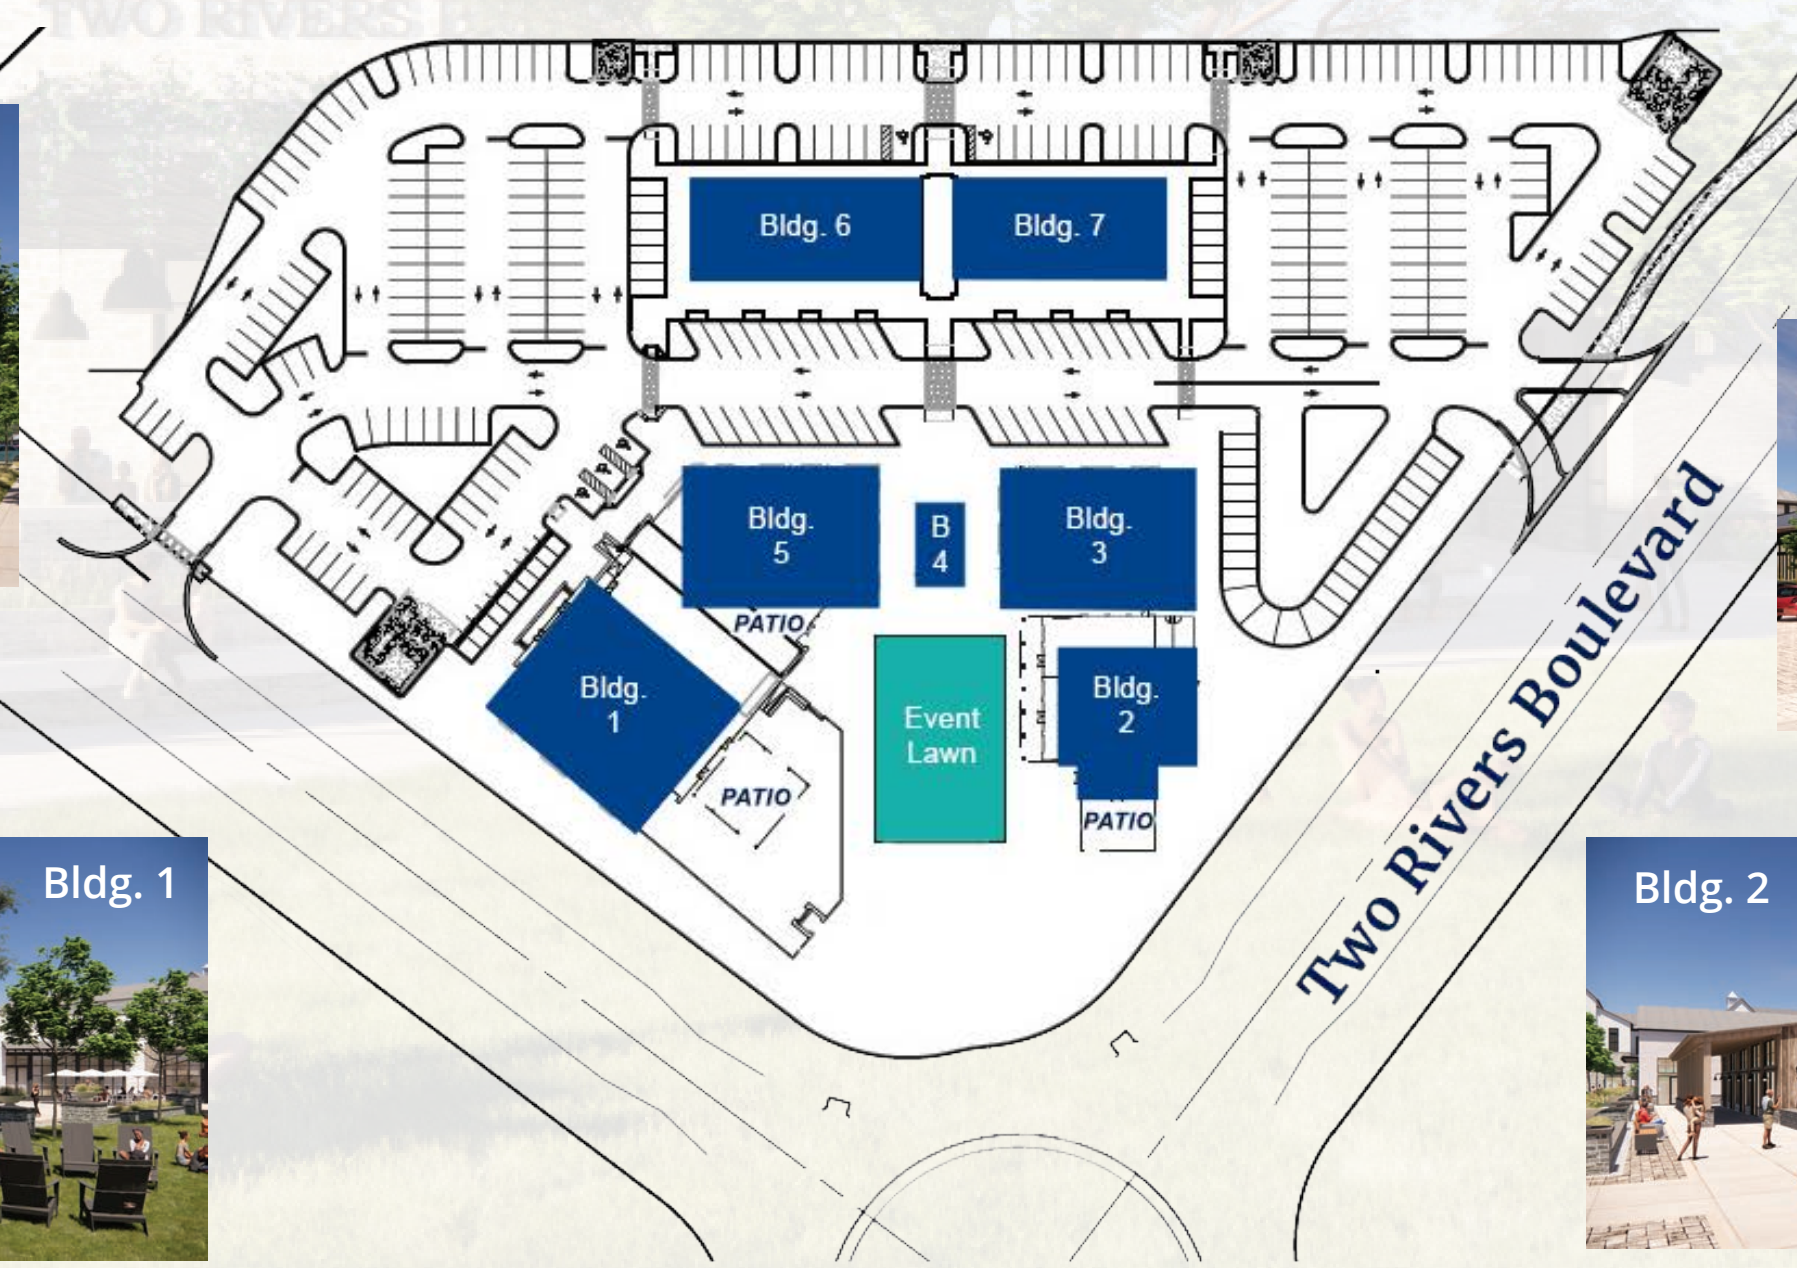 TWO RIVERS
Bldg. 6
Bldg. 7
Bldg.
5
B
4
Bldg.
3
PATIO
Bldg.
1
Event
Lawn
Bldg.
2
PATIO
PATIO
Two Rivers Boulevard
Bldg. 1
Bldg. 2